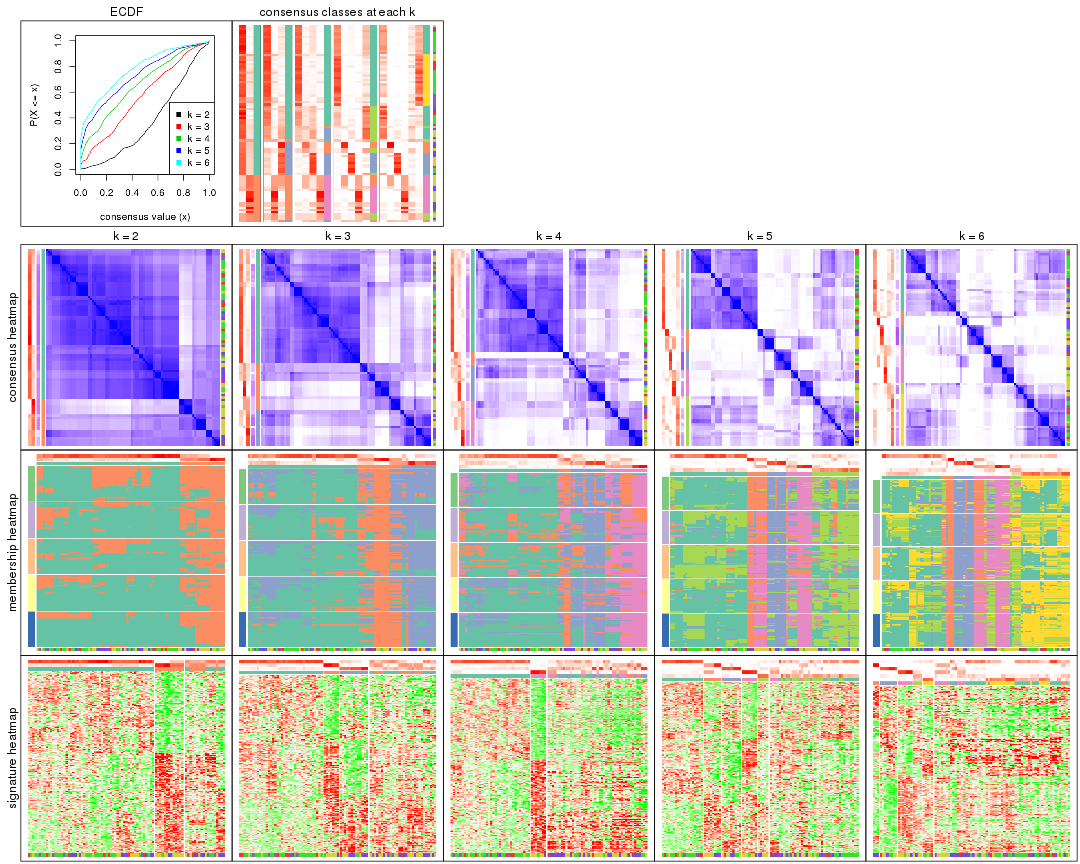 ECDF
consensus classes at each k
P(X <= x)
0.0 0.2 0.4 0.6 0.8 1.0
k = 2
k = 3
k = 4
k = 5
k = 6
0.0 0.2 0.4 0.6 0.8 1.0
consensus value (x)
k = 2
k = 3
k = 4
k = 5
k = 6
consensus heatmap
membership heatmap
signature heatmap